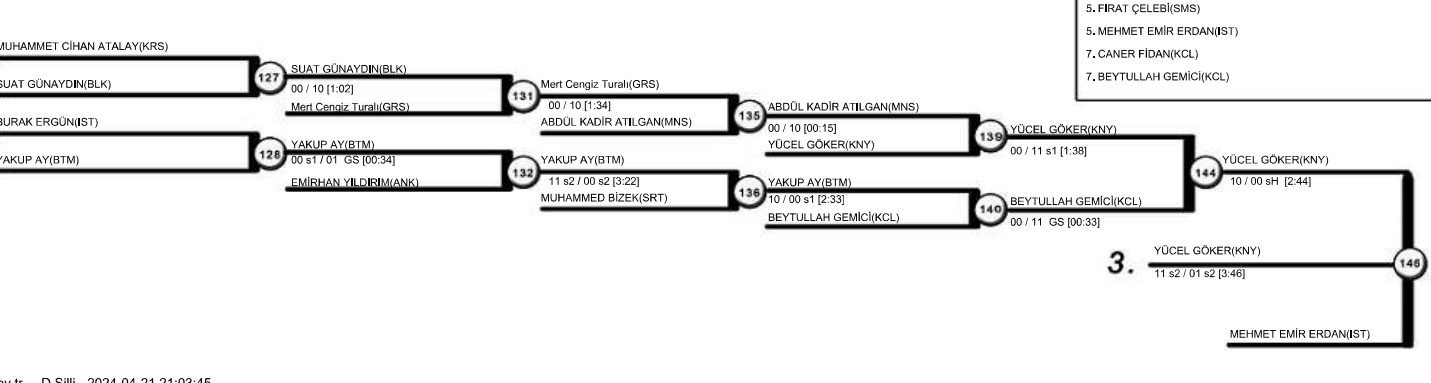 5. FIRAT ÇELEBİ(SMS)
5. MEHMET EMİR ERDAN(IST)
7. CANER FİDAN(KCL)
7. BEYTULLAH GEMİCİ(KCL)
MUHAMMET CİHAN ATALAY(KRS)
SUAT GÜNAYDIN(BLK)
127
BURAK ERGÜN(IST)
YAKUP AY(BTM)
128
SUAT GÜNAYDIN(BLK)
00 / 10 [1:02]
Mert Cengiz Turalı(GRS)
131
YAKUP AY(BTM)
00 s1 / 01 GS [00:34]
EMİRHAN YILDIRIM(ANK)
132
Mert Cengiz Turalı(GRS)
00 / 10 [1:34]
ABDÜL KADİR ATILGAN(MNS)
135
YAKUP AY(BTM)
11 s2 / 00 s2 [3:22]
MUHAMMED BİZEK(SRT)
136
ABDÜL KADİR ATILGAN(MNS)
00 / 10 [00:15]
YÜCEL GÖKER(KNY)
139
YAKUP AY(BTM)
10 / 00 s1 [2:33]
BEYTULLAH GEMİCİ(KCL)
140
YÜCEL GÖKER(KNY)
00 / 11 s1 [1:38]
BEYTULLAH GEMİCİ(KCL)
00 / 11 GS [00:33]
144
YÜCEL GÖKER(KNY)
10 / 00 sH [2:44]
3.
YÜCEL GÖKER(KNY)
11 s2 / 01 s2 [3:46]
146
MEHMET EMİR ERDAN(IST)
D.Silli - 2024-04-21 21:03:45